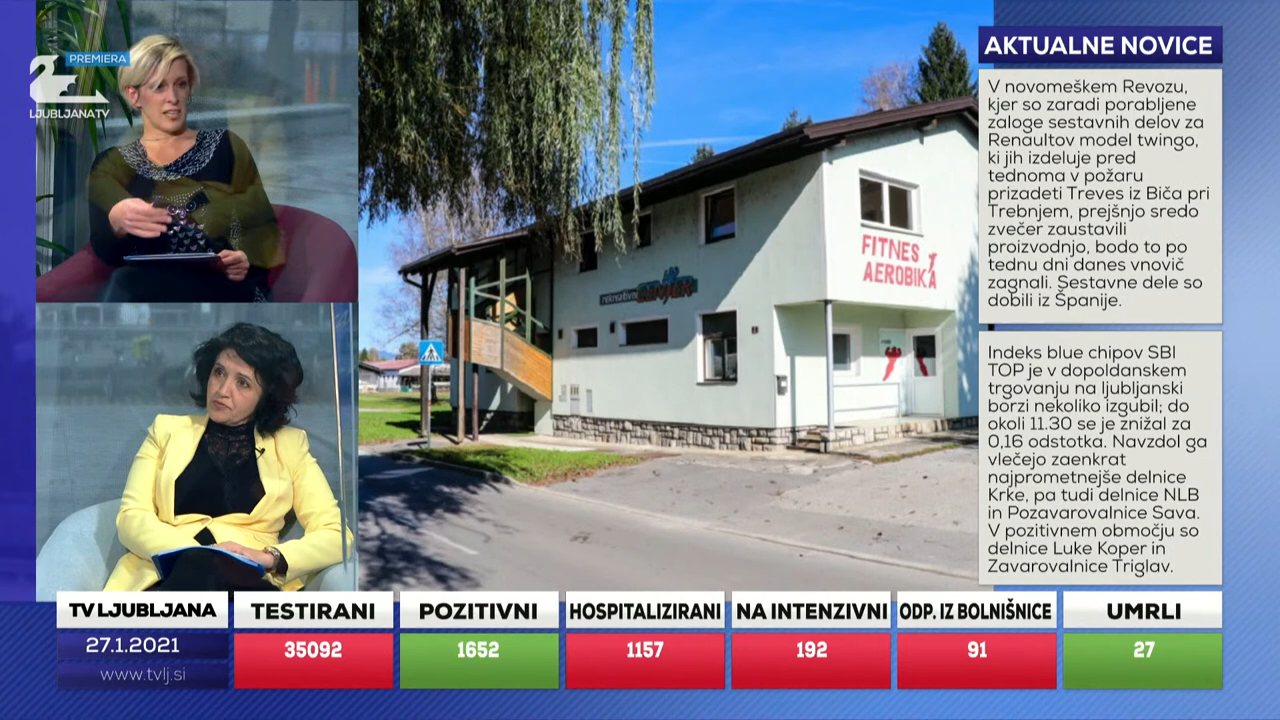 PREMIERA
LJUBLJANATV
FITNES
AEROBIKA
rekreativni
CENTER
AKTUALNE NOVICE
V novomeškem Revozu,
kjer so zaradi porabljene
zaloge sestavnih delov za
Renaultov model twingo,
ki jih izdeluje pred
tednoma v požaru
prizadeti Treves iz Biča pri
Trebnjem, prejšnjo sredo
zvečer zaustavili
proizvodnjo, bodo to po
tednu dni danes vnovič
zagnali. Sestavne dele so
dobili iz Španije.
Indeks blue chipov SBI
TOP je v dopoldanskem
trgovanju na ljubljanski
borzi nekoliko izgubil; do
okoli 11.30 se je znižal za
0,16 odstotka. Navzdol ga
vlečejo zaenkrat
najprometnejše delnice
Krke, pa tudi delnice NLB
in Pozavarovalnice Sava.
V pozitivnem območju so
delnice Luke Koper in
Zavarovalnice Triglav.
TV LJUBLJANA
27.1.2021
www.tvlj.si
TESTIRANI
35092
POZITIVNI
1652
HOSPITALIZIRANI
1157
NA INTENZIVNI
192
ODP. IZ BOLNIŠNICE
91
UMRLI
27